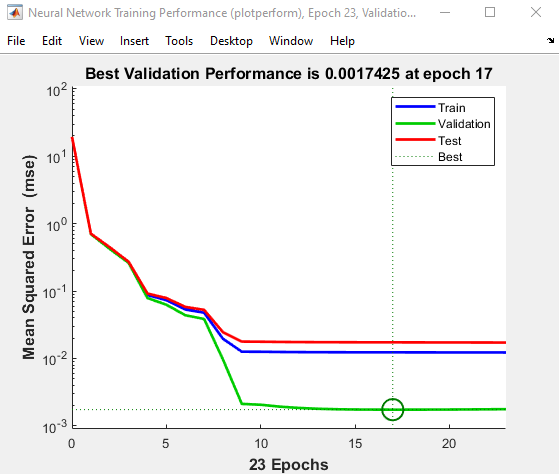 Neural Network Training Performance (plotperform), Epoch 23, Validatio...
File Edit View Insert Tools Desktop Window Help
Best Validation Performance is 0.0017425 at epoch 17
Train
Validation
Test
Best
Mean Squared Error (mse)
10^2
10^1
10^0
10^-1
10^-2
10^-3
0 5 10 15 20
23 Epochs